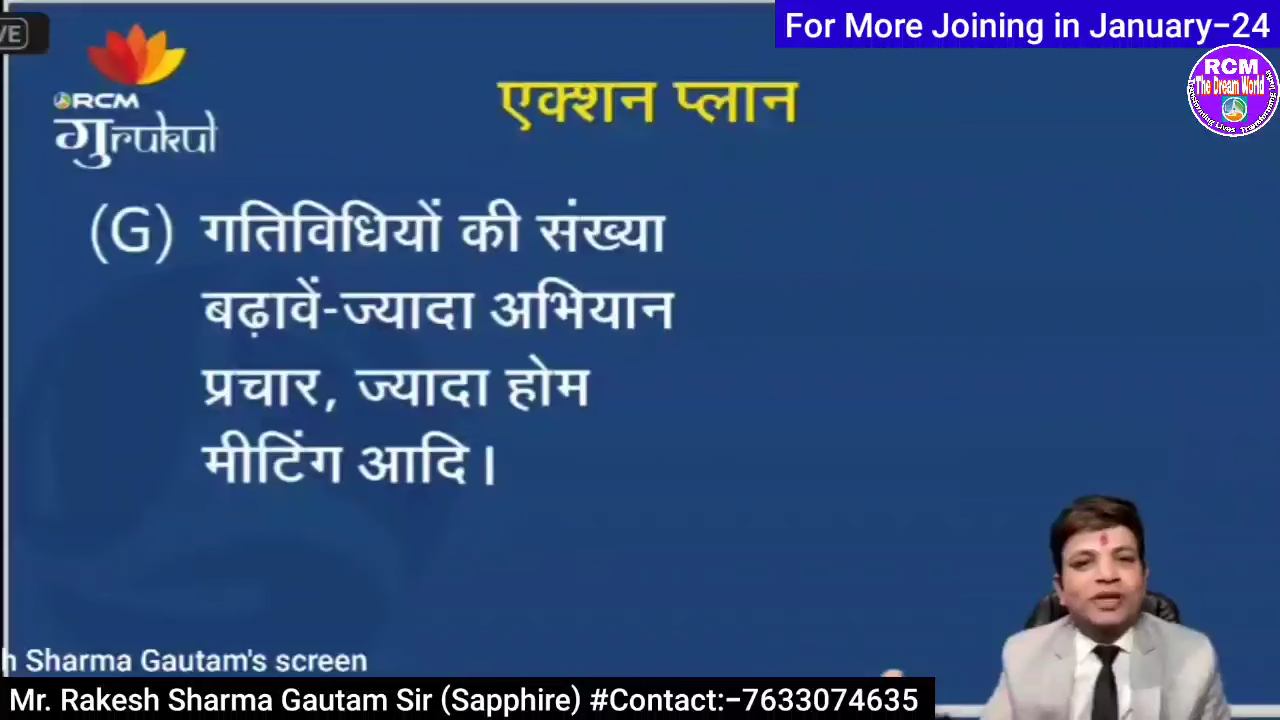 VE
For More Joining in January-24
RCM
The Dream World
RCM
गुrukul
एक्शन प्लान
(G) गतिविधियों की संख्या
बढ़ावें-ज्यादा अभियान
प्रचार, ज्यादा होम
मीटिंग आदि।
h Sharma Gautam's screen
Mr. Rakesh Sharma Gautam Sir (Sapphire) #Contact:-7633074635